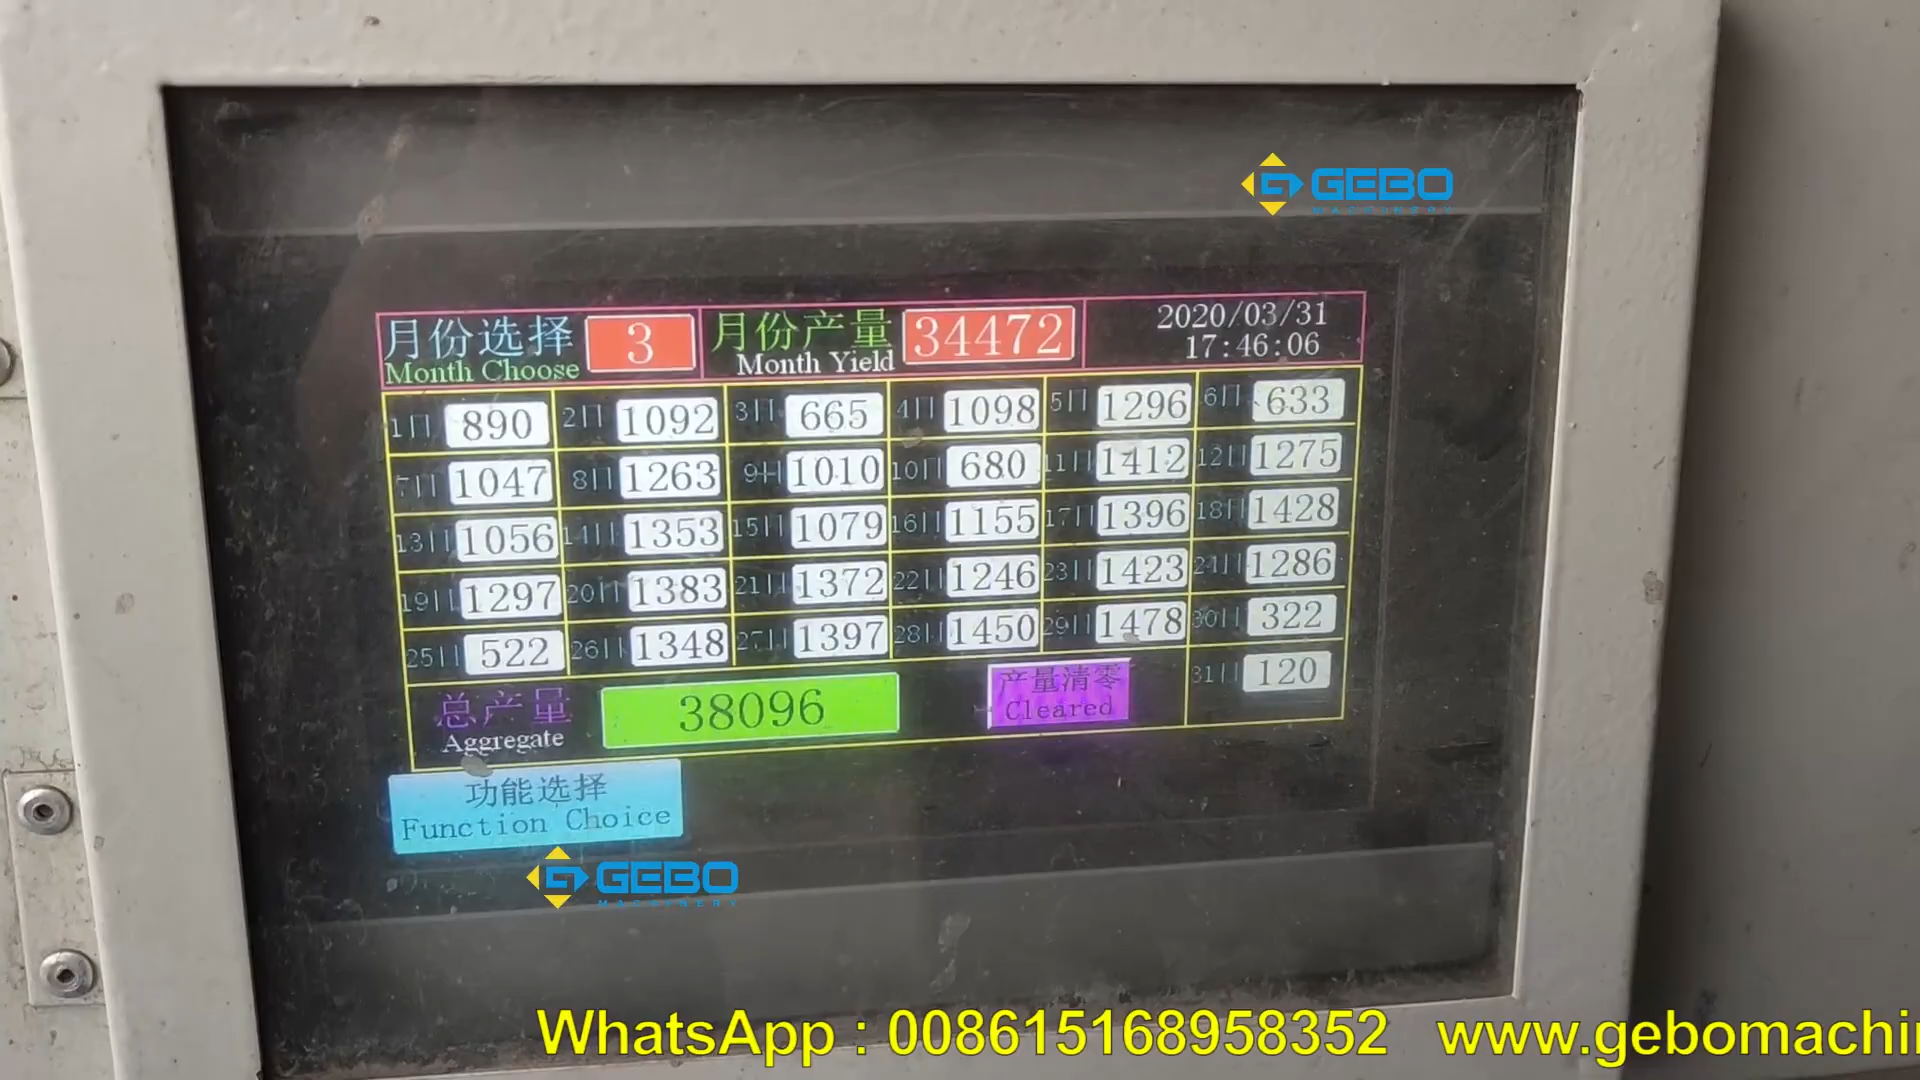 GEBO
MACHINERY
月份选择 3 月份产量 34472 2020/03/31
Month Choose Month Yield 17:46:06
1日 890 2日 1092 3日 665 4日 1098 5日 1296 6日 633
7日 1047 8日 1263 9日 1010 10日 680 11日 1412 12日 1275
13日 1056 14日 1353 15日 1079 16日 1155 17日 1396 18日 1428
19日 1297 20日 1383 21日 1372 22日 1246 23日 1423 24日 1286
25日 522 26日 1348 27日 1397 28日 1450 29日 1478 30日 322
31日 120
总产量 38096 产量清零
Aggregate Cleared
功能选择
Function Choice
GEBO
MACHINERY
WhatsApp : 008615168958352 www.gebomachi